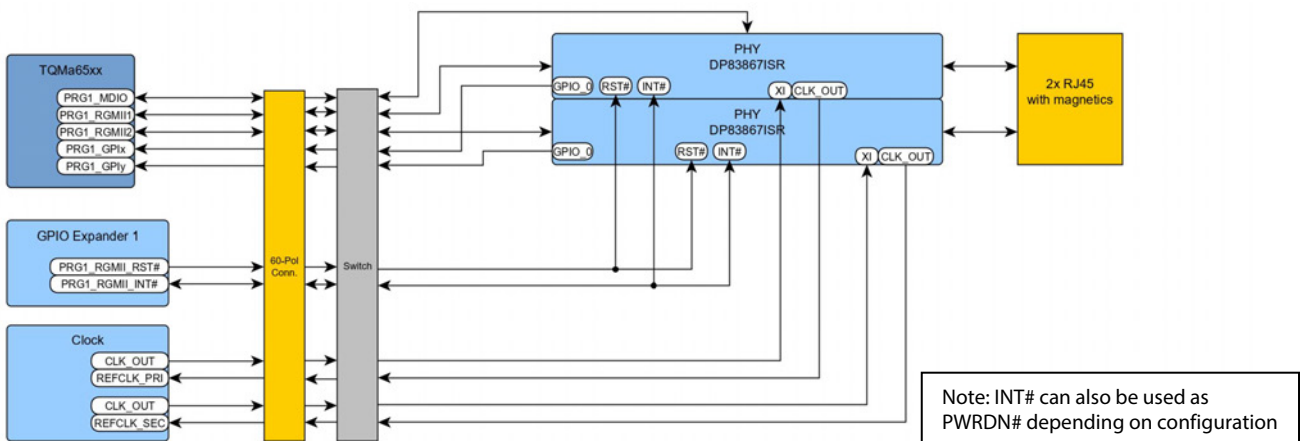 TQMa65xx
PRG1_MDIO
PRG1_RGMII1
PRG1_RGMII2
PRG1_GPIx
PRG1_GPIy
GPIO Expander 1
PRG1_RGMII_RST#
PRG1_RGMII_INT#
Clock
CLK_OUT
REFCLK_PRI
CLK_OUT
REFCLK_SEC
60-Pol
Conn.
Switch
PHY
DP83867ISR
GPIO_0
RST#
INT#
XI
CLK_OUT
PHY
DP83867ISR
GPIO_0
RST#
INT#
XI
CLK_OUT
2x RJ45
with magnetics
Note: INT# can also be used as
PWRDN# depending on configuration